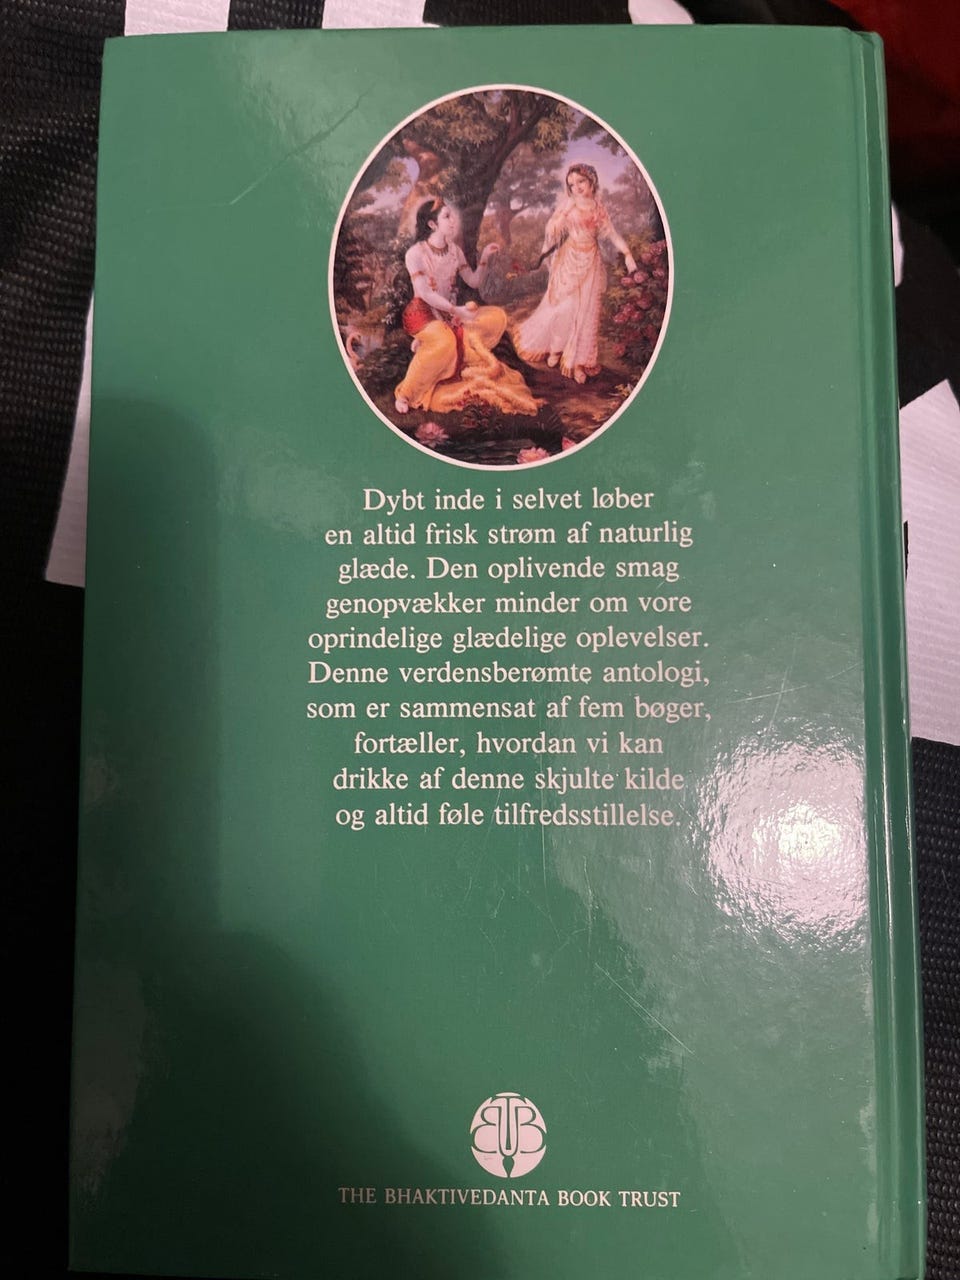 Dybt inde i selvet løber
en altid frisk strøm af naturlig
glæde. Den oplivende smag
genopvækker minder om vore
oprindelige glædelige oplevelser.
Denne verdensberømte antologi,
som er sammensat af fem bøger,
fortæller, hvordan vi kan
drikke af denne skjulte kilde
og altid føle tilfredsstillelse.
BTB
THE BHAKTIVEDANTA BOOK TRUST